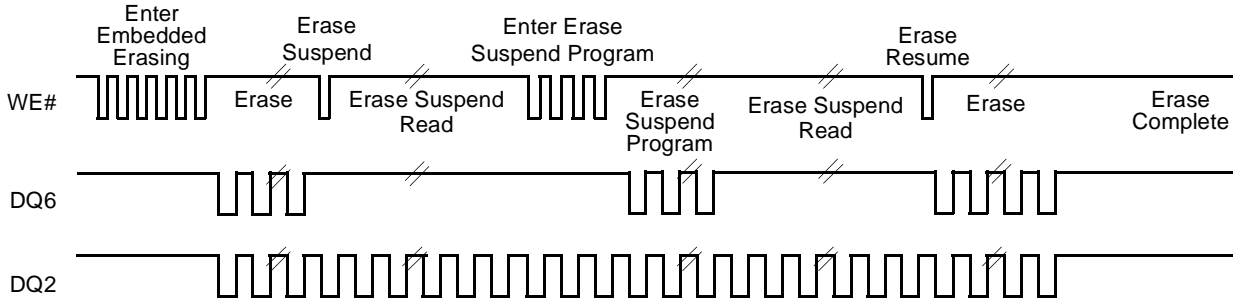 Enter
Embedded
Erasing
Erase
Suspend
Enter Erase
Suspend Program
Erase
Resume
WE#
Erase
Erase Suspend
Read
Erase
Suspend
Program
Erase Suspend
Read
Erase
Erase
Complete
DQ6
DQ2